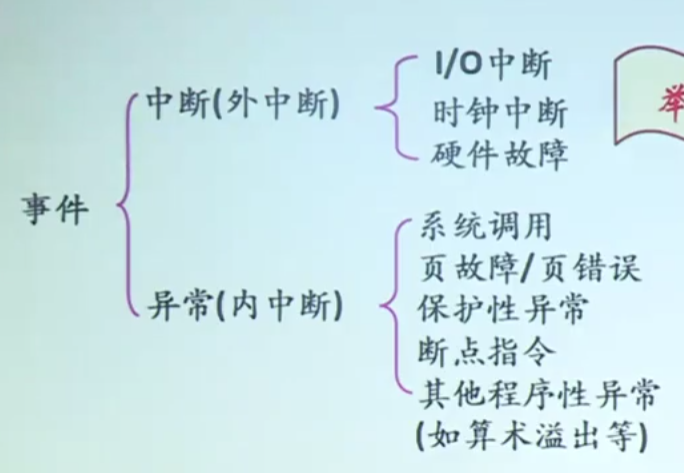 事件
中断(外中断)
I/O中断
时钟中断
硬件故障
举
异常(内中断)
系统调用
页故障/页错误
保护性异常
断点指令
其他程序性异常
(如算术溢出等)